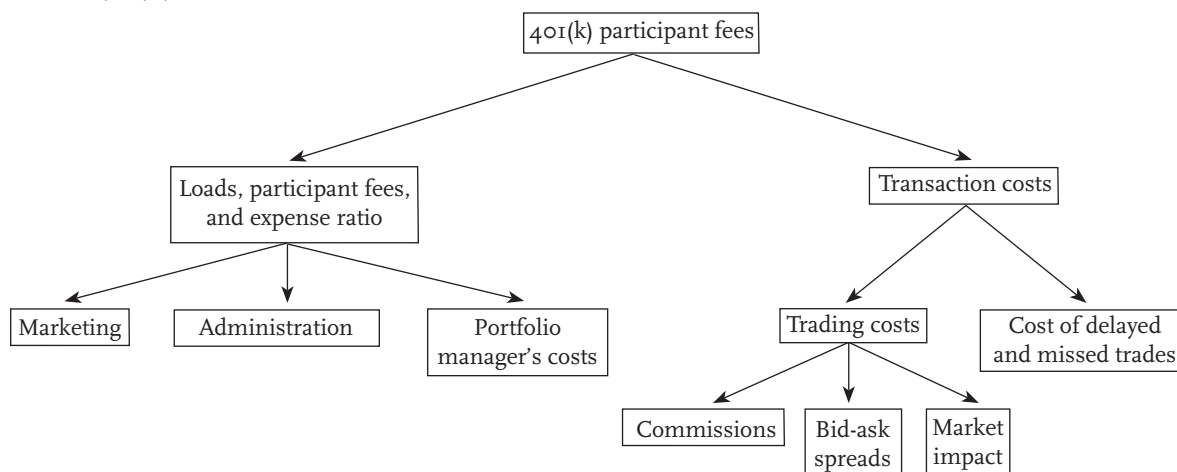 401(k) participant fees
Loads, participant fees,
and expense ratio
Transaction costs
Marketing
Administration
Portfolio
manager's costs
Trading costs
Cost of delayed
and missed trades
Commissions
Bid-ask
spreads
Market
impact